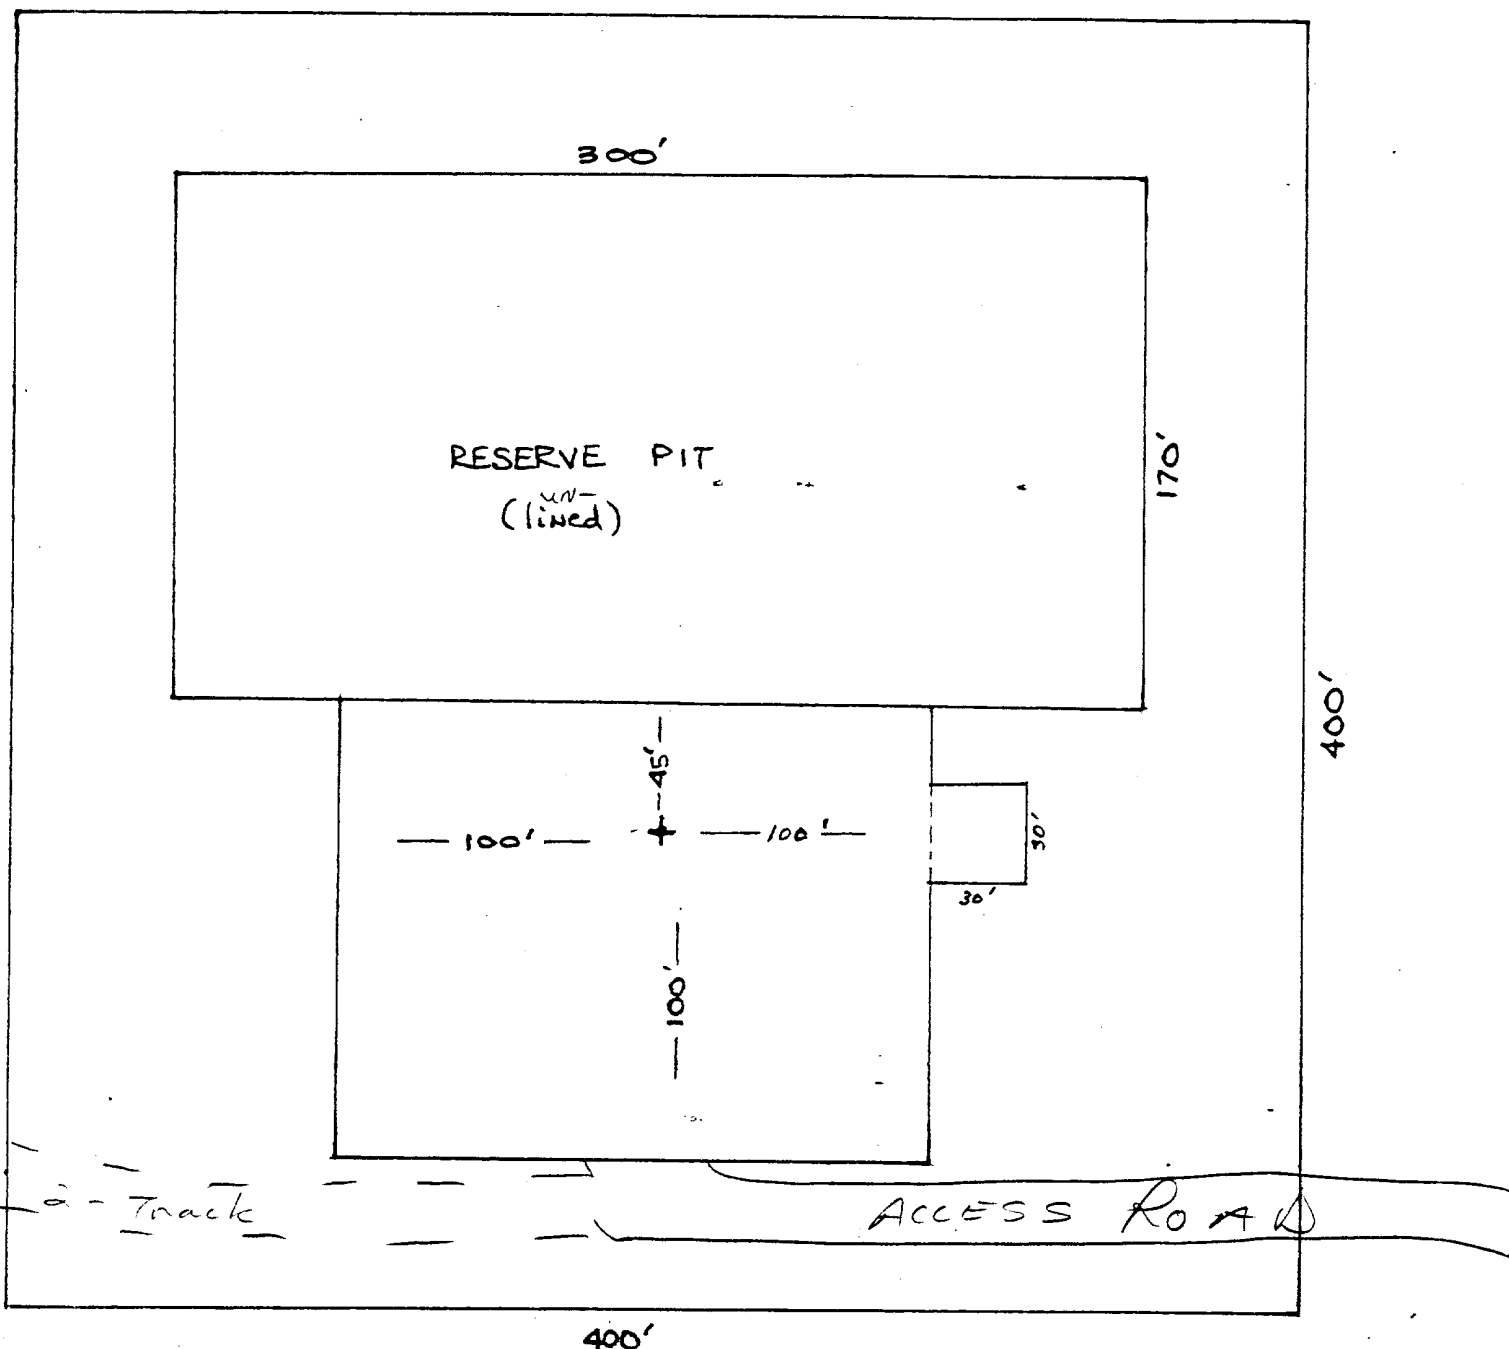 300'
RESERVE PIT
un-
(lined)
170'
400'
45'
100'
100'
30'
30'
100'
2-Track
ACCESS ROAD
400'